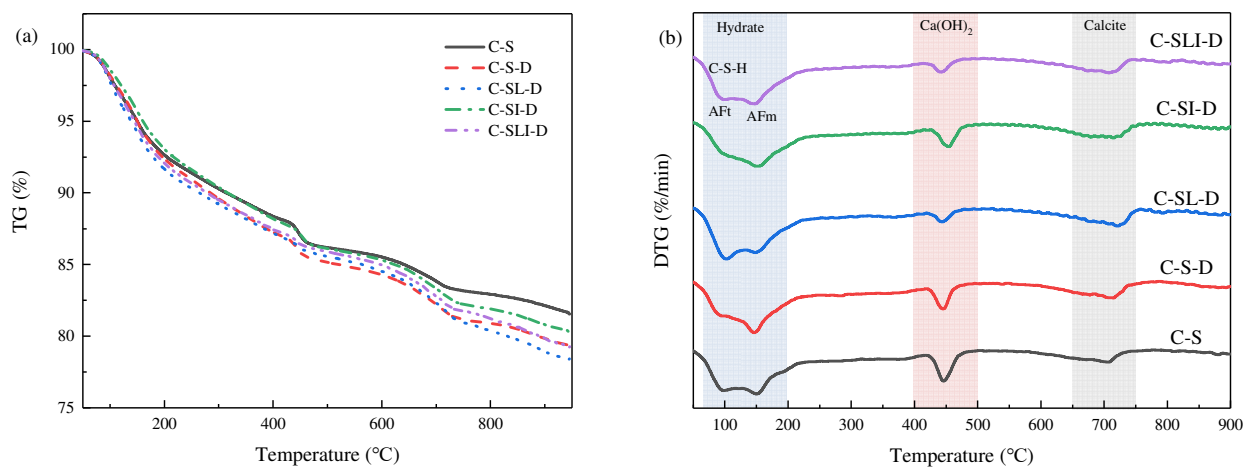 (a)
100
95
90
85
80
75
200
400
600
800
TG (%)
Temperature (℃)
C-S
C-S-D
C-SL-D
C-SI-D
C-SLI-D
(b)
Hydrate
Ca(OH)2
Calcite
C-SLI-D
C-S-H
AFt
AFm
C-SI-D
C-SL-D
C-S-D
C-S
DTG (%/min)
100
200
300
400
500
600
700
800
900
Temperature (℃)